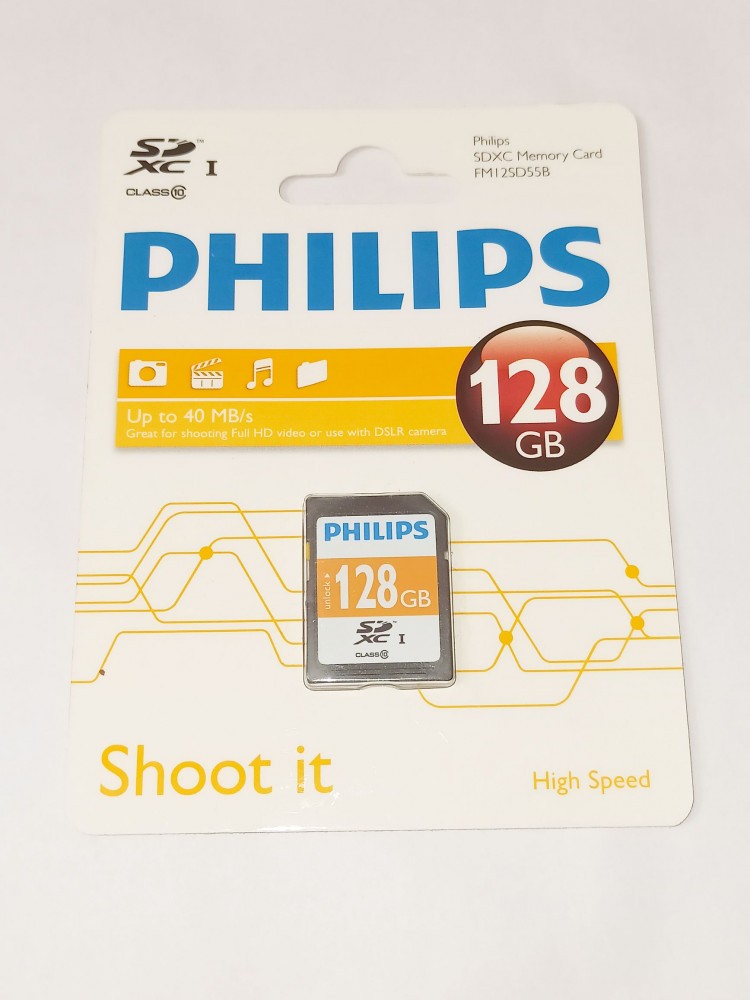 SD™
XC I
CLASS 10
Philips
SDXC Memory Card
FM12SD55B
PHILIPS
Up to 40 MB/s
Great for shooting Full HD video or use with DSLR camera
128
GB
PHILIPS
unlock
128GB
SD
XC I
CLASS 10
Shoot it
High Speed